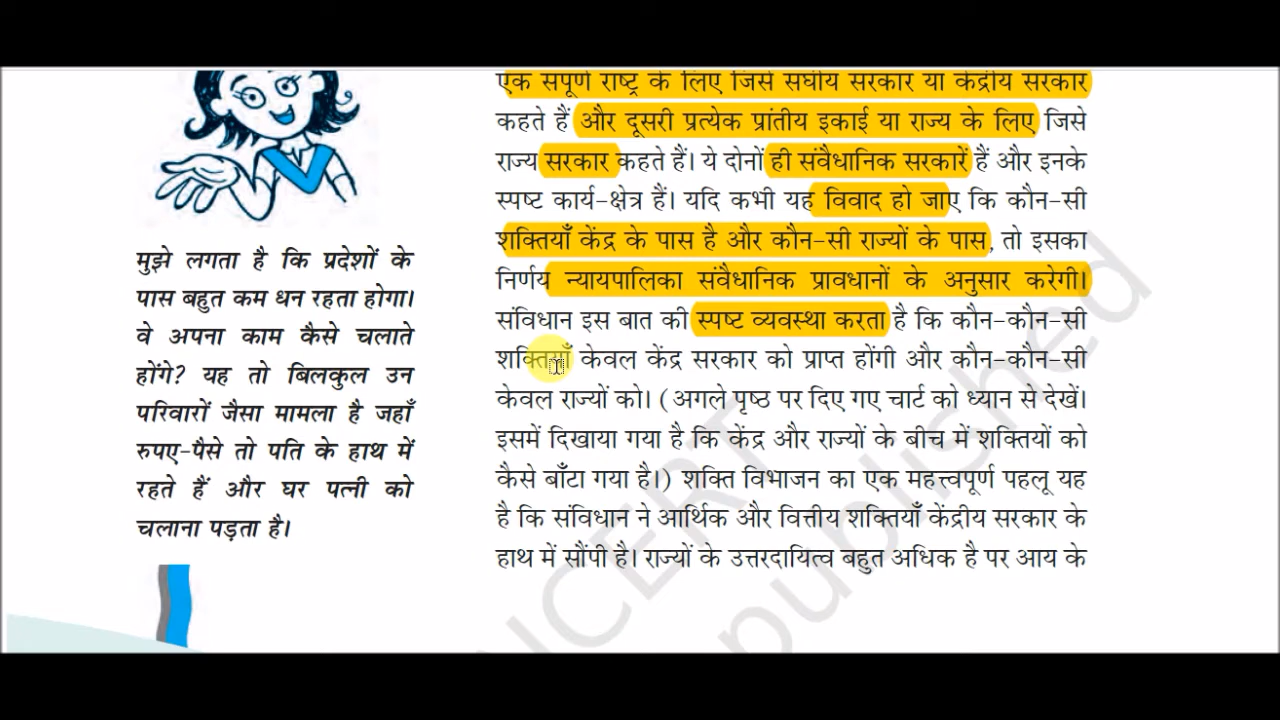 मुझे लगता है कि प्रदेशों के
पास बहुत कम धन रहता होगा।
वे अपना काम कैसे चलाते
होंगे? यह तो बिलकुल उन
परिवारों जैसा मामला है जहाँ
रुपए-पैसे तो पति के हाथ में
रहते हैं और घर पत्नी को
चलाना पड़ता है।
एक संपूर्ण राष्ट्र के लिए जिसे संघीय सरकार या केंद्रीय सरकार
कहते हैं और दूसरी प्रत्येक प्रांतीय इकाई या राज्य के लिए जिसे
राज्य सरकार कहते हैं। ये दोनों ही संवैधानिक सरकारें हैं और इनके
स्पष्ट कार्य-क्षेत्र हैं। यदि कभी यह विवाद हो जाए कि कौन-सी
शक्तियाँ केंद्र के पास है और कौन-सी राज्यों के पास, तो इसका
निर्णय न्यायपालिका संवैधानिक प्रावधानों के अनुसार करेगी।
संविधान इस बात की स्पष्ट व्यवस्था करता है कि कौन-कौन-सी
शक्तियाँ केवल केंद्र सरकार को प्राप्त होंगी और कौन-कौन-सी
केवल राज्यों को। (अगले पृष्ठ पर दिए गए चार्ट को ध्यान से देखें।
इसमें दिखाया गया है कि केंद्र और राज्यों के बीच में शक्तियों को
कैसे बाँटा गया है।) शक्ति विभाजन का एक महत्त्वपूर्ण पहलू यह
है कि संविधान ने आर्थिक और वित्तीय शक्तियाँ केंद्रीय सरकार के
हाथ में सौंपी है। राज्यों के उत्तरदायित्व बहुत अधिक है पर आय के
NCERT
published